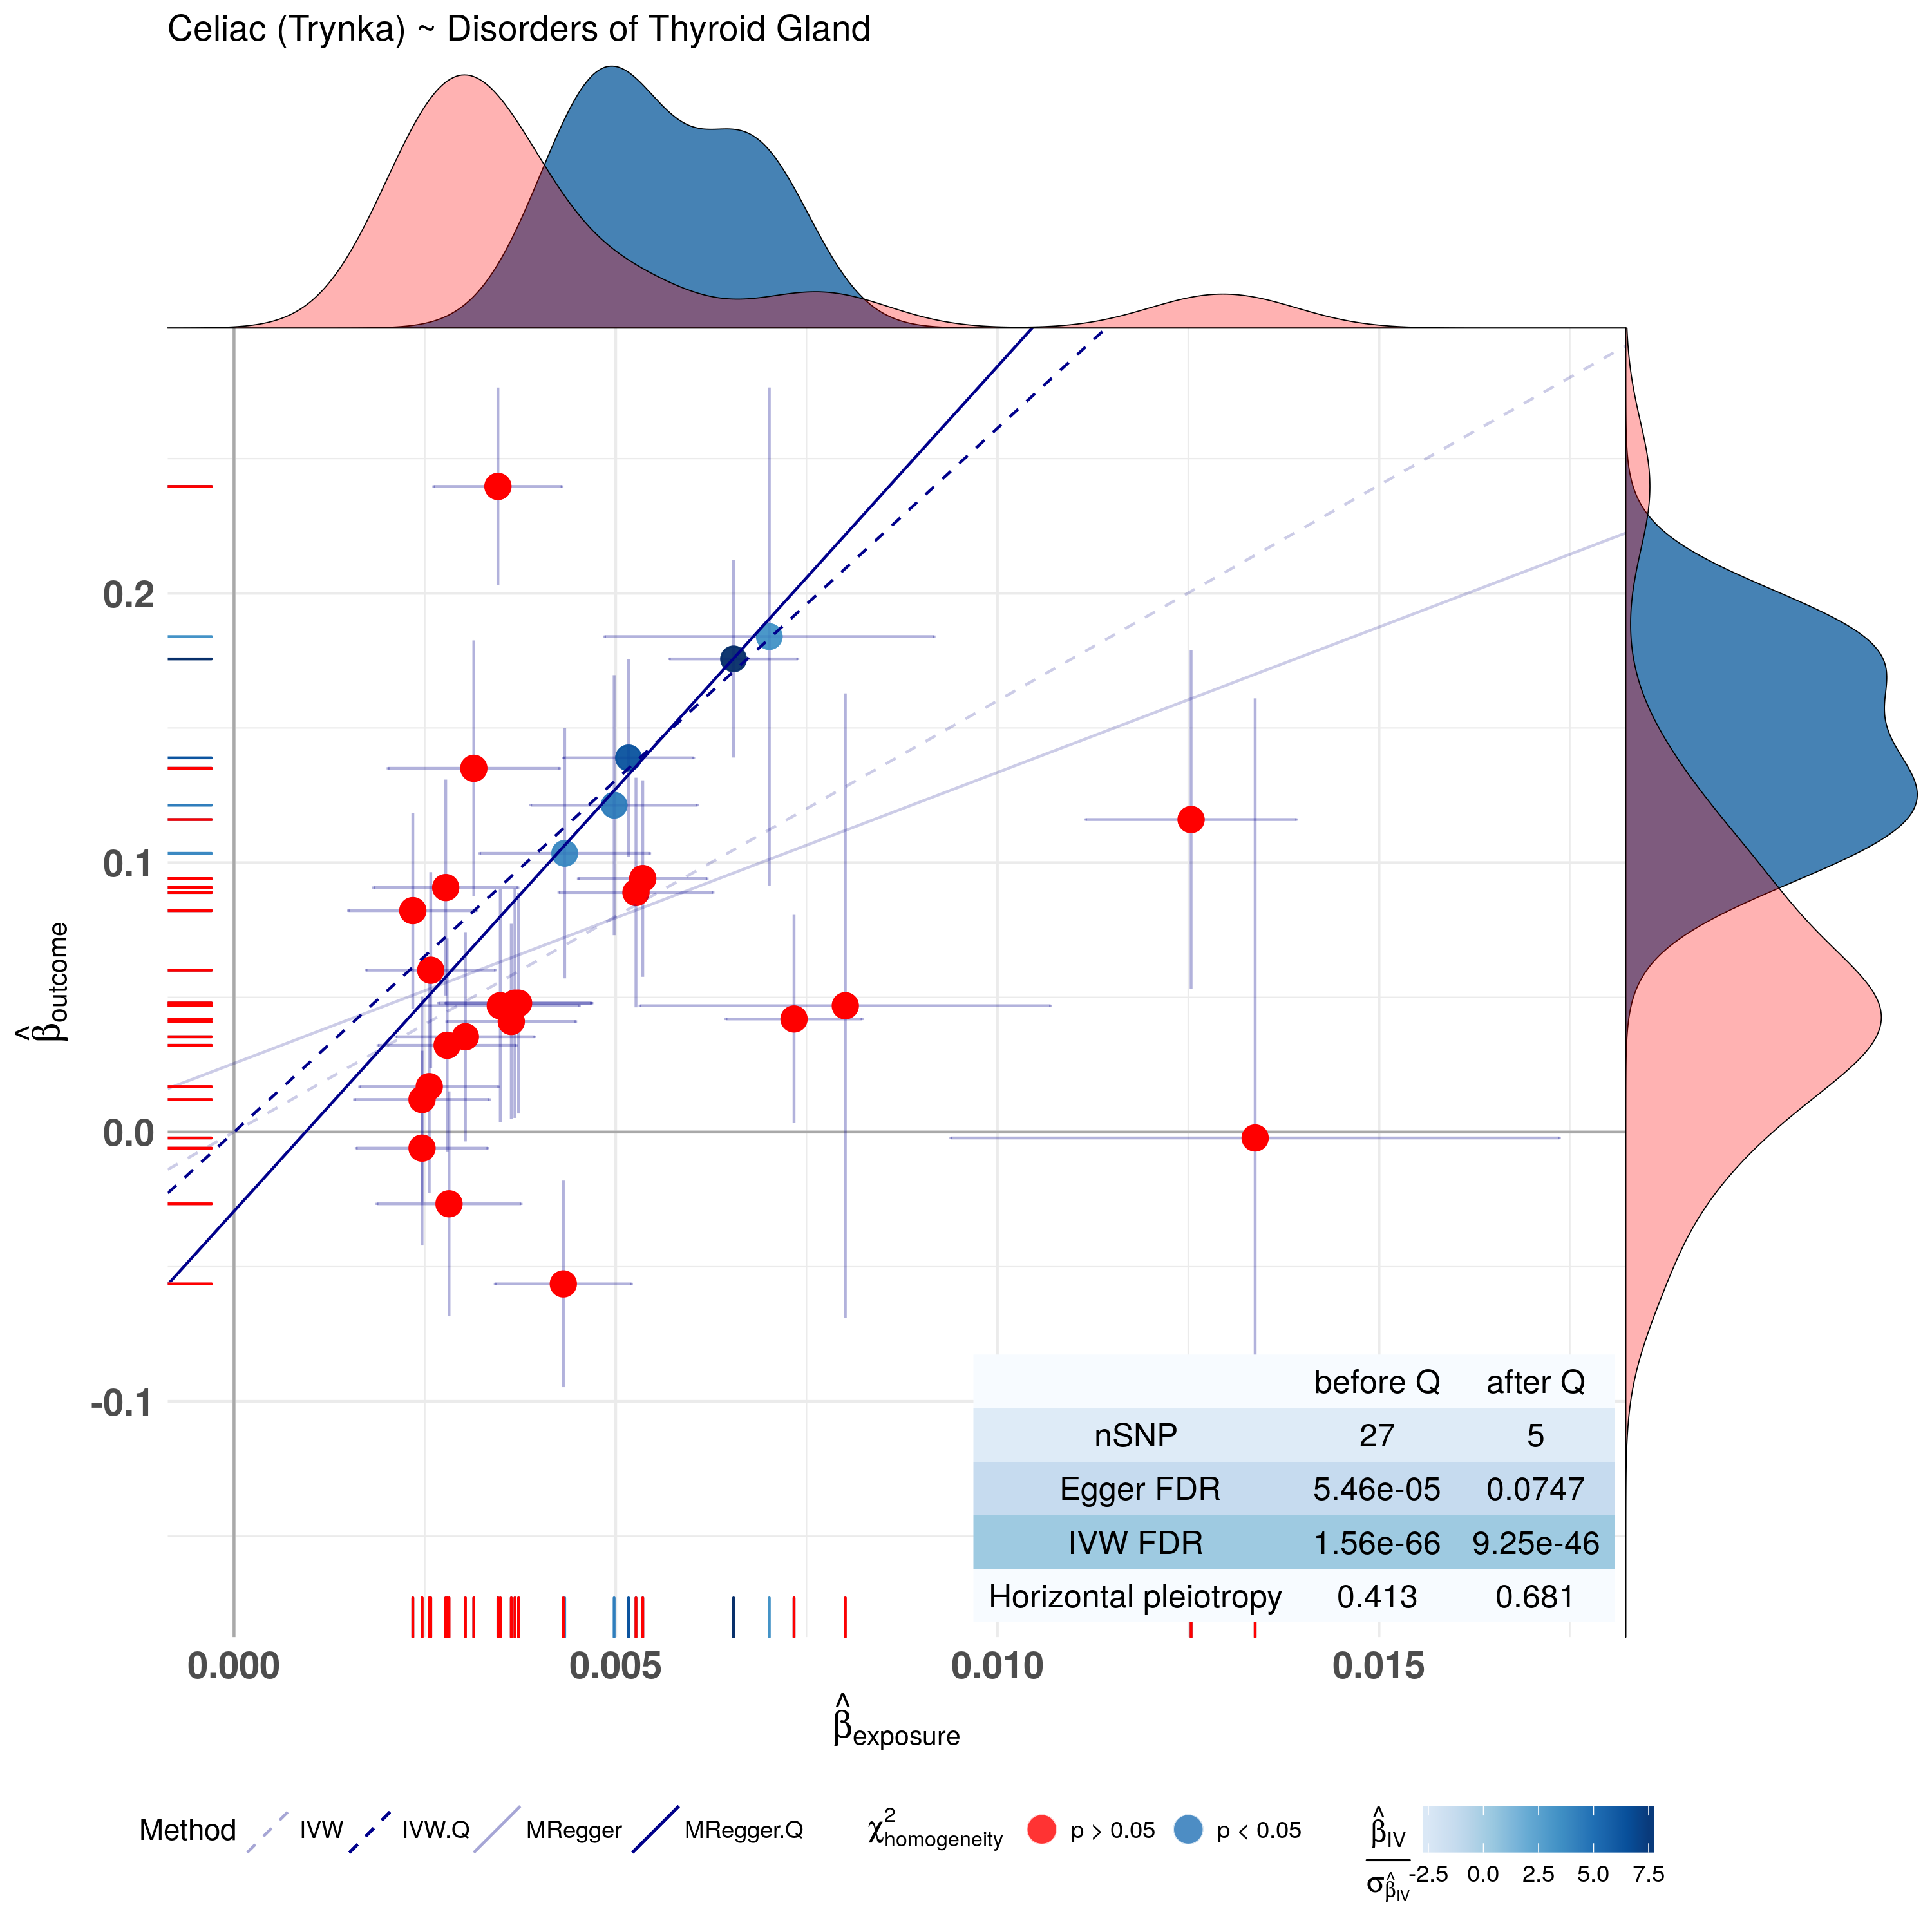 Celiac (Trynka) ~ Disorders of Thyroid Gland
0.2
0.1
0.0
-0.1
β̂outcome
before Q after Q
nSNP 27 5
Egger FDR 5.46e-05 0.0747
IVW FDR 1.56e-66 9.25e-46
Horizontal pleiotropy 0.413 0.681
0.000 0.005 0.010 0.015
β̂exposure
Method IVW IVW.Q MRegger MRegger.Q χ²homogeneity p > 0.05 p < 0.05
β̂IV
σβ̂IV
-2.5 0.0 2.5 5.0 7.5